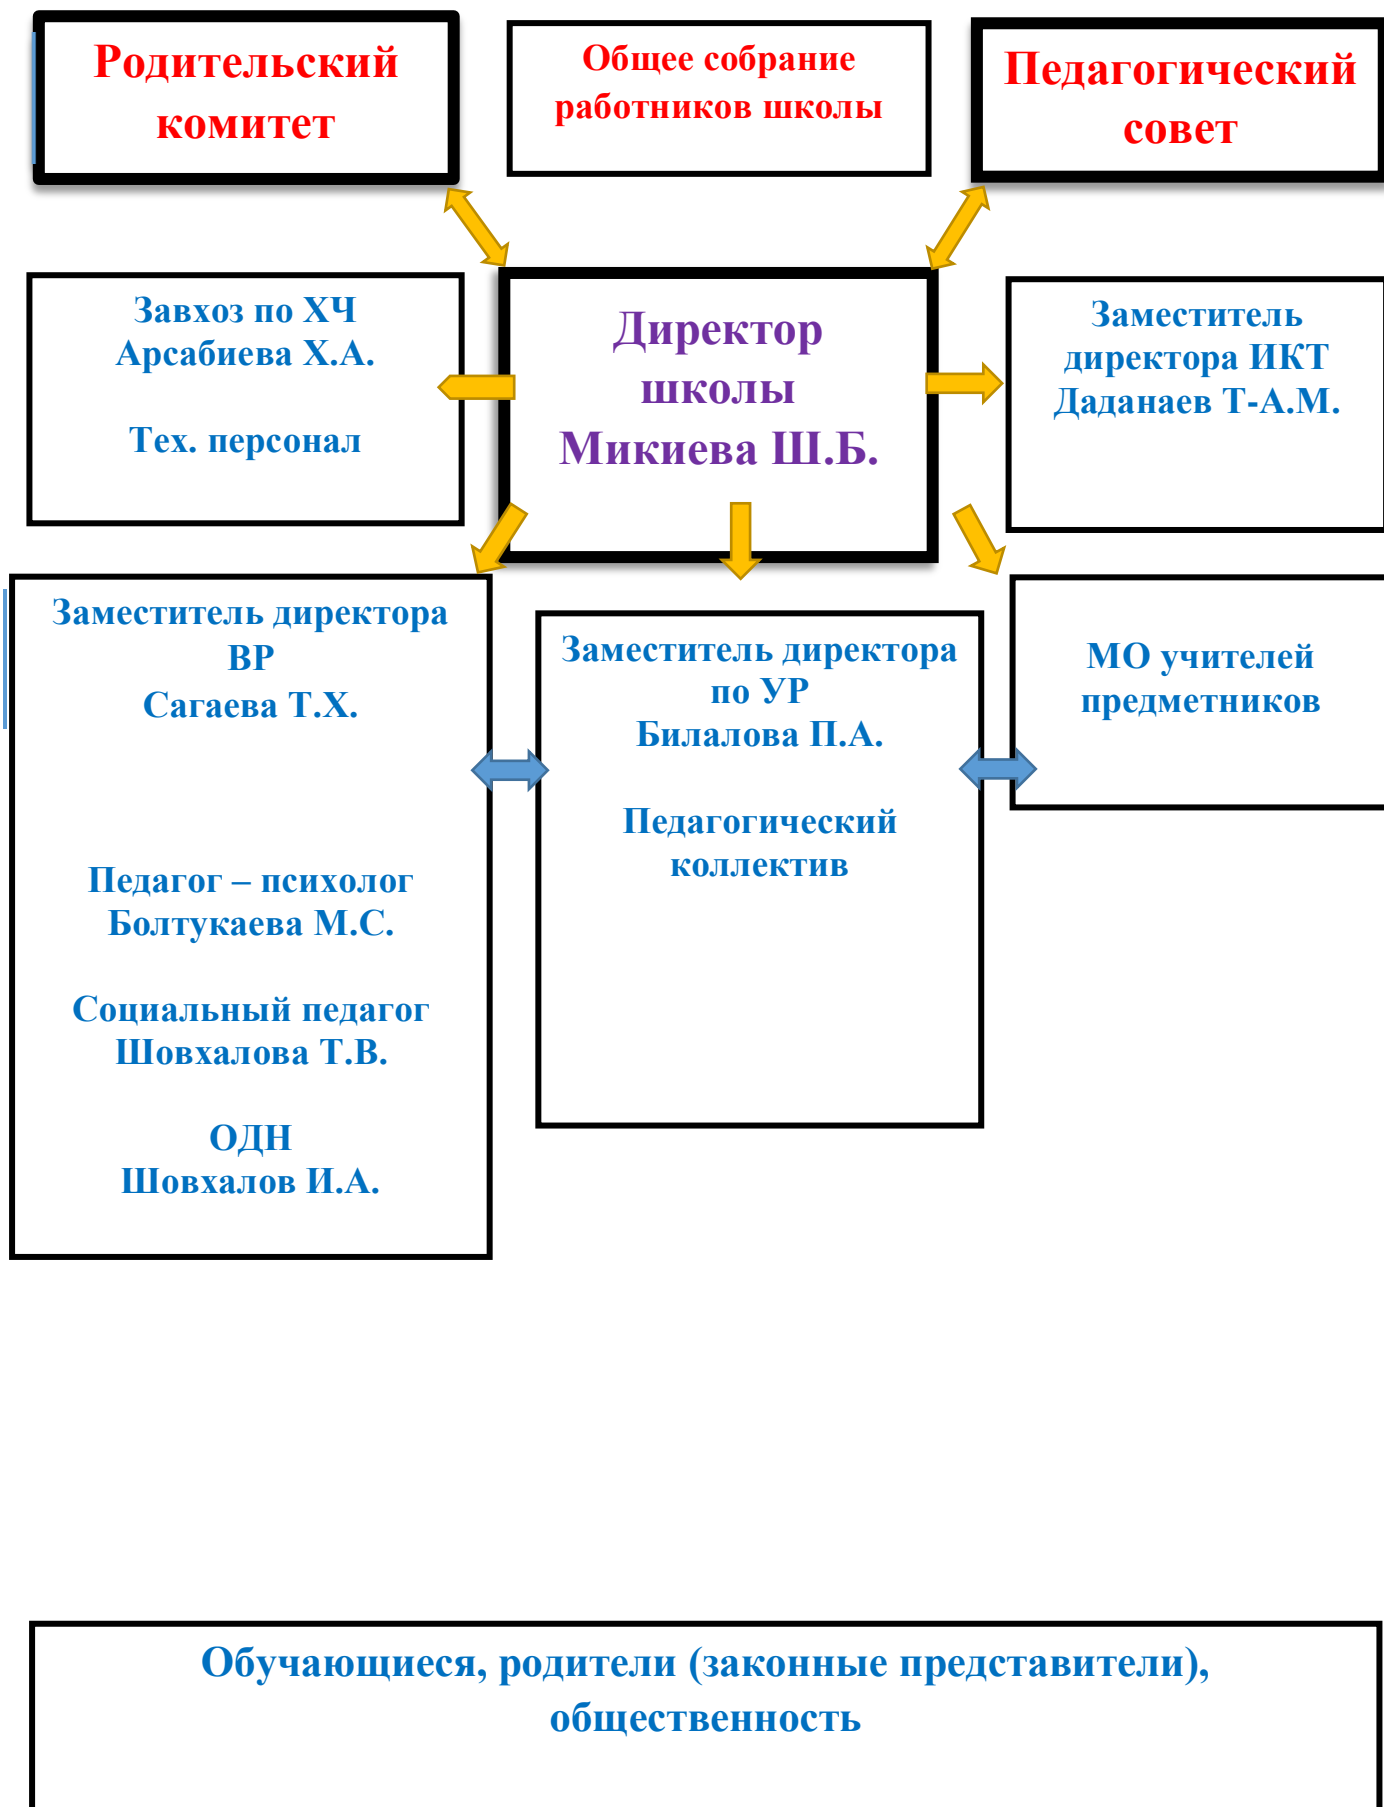 Родительский
комитет
Общее собрание
работников школы
Педагогический
совет
Завхоз по ХЧ
Арсабиева Х.А.
Тех. персонал
Директор
школы
Микиева Ш.Б.
Заместитель
директора ИКТ
Даданаев Т-А.М.
Заместитель директора
ВР
Сагаева Т.Х.
Педагог – психолог
Болтукаева М.С.
Социальный педагог
Шовхалова Т.В.
ОДН
Шовхалов И.А.
Заместитель директора
по УР
Билалова П.А.
Педагогический
коллектив
МО учителей
предметников
Обучающиеся, родители (законные представители),
общественность